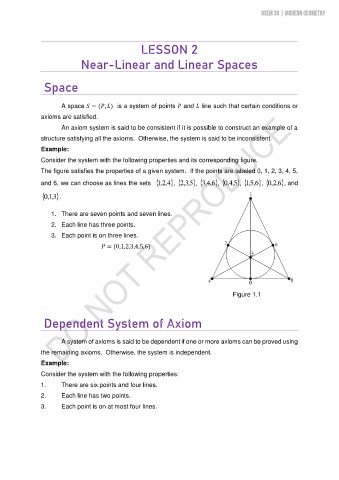 BSEM 30 | MODERN GEOMETRY
LESSON 2
Near-Linear and Linear Spaces
Space
A space S = (P, L) is a system of points P and L line such that certain conditions or
axioms are satisfied.
An axiom system is said to be consistent if it is possible to construct an example of a
structure satisfying all the axioms. Otherwise, the system is said to be inconsistent.
Example:
Consider the system with the following properties and its corresponding figure.
The figure satisfies the properties of a given system. If the points are labeled 0, 1, 2, 3, 4, 5,
and 6, we can choose as lines the sets {1,2,4}, {2,3,5}, {3,4,6}, {0,4,5}, {1,5,6}, {0,2,6}, and
{0,1,3}.
1. There are seven points and seven lines.
2. Each line has three points.
3. Each point is on three lines.
P = {0,1,2,3,4,5,6}
1
2
6
3
4
0
5
Figure 1.1
Dependent System of Axiom
A system of axioms is said to be dependent if one or more axioms can be proved using
the remaining axioms. Otherwise, the system is independent.
Example:
Consider the system with the following properties:
1. There are six points and four lines.
2. Each line has two points.
3. Each point is on at most four lines.
DO NOT REPRODUCE